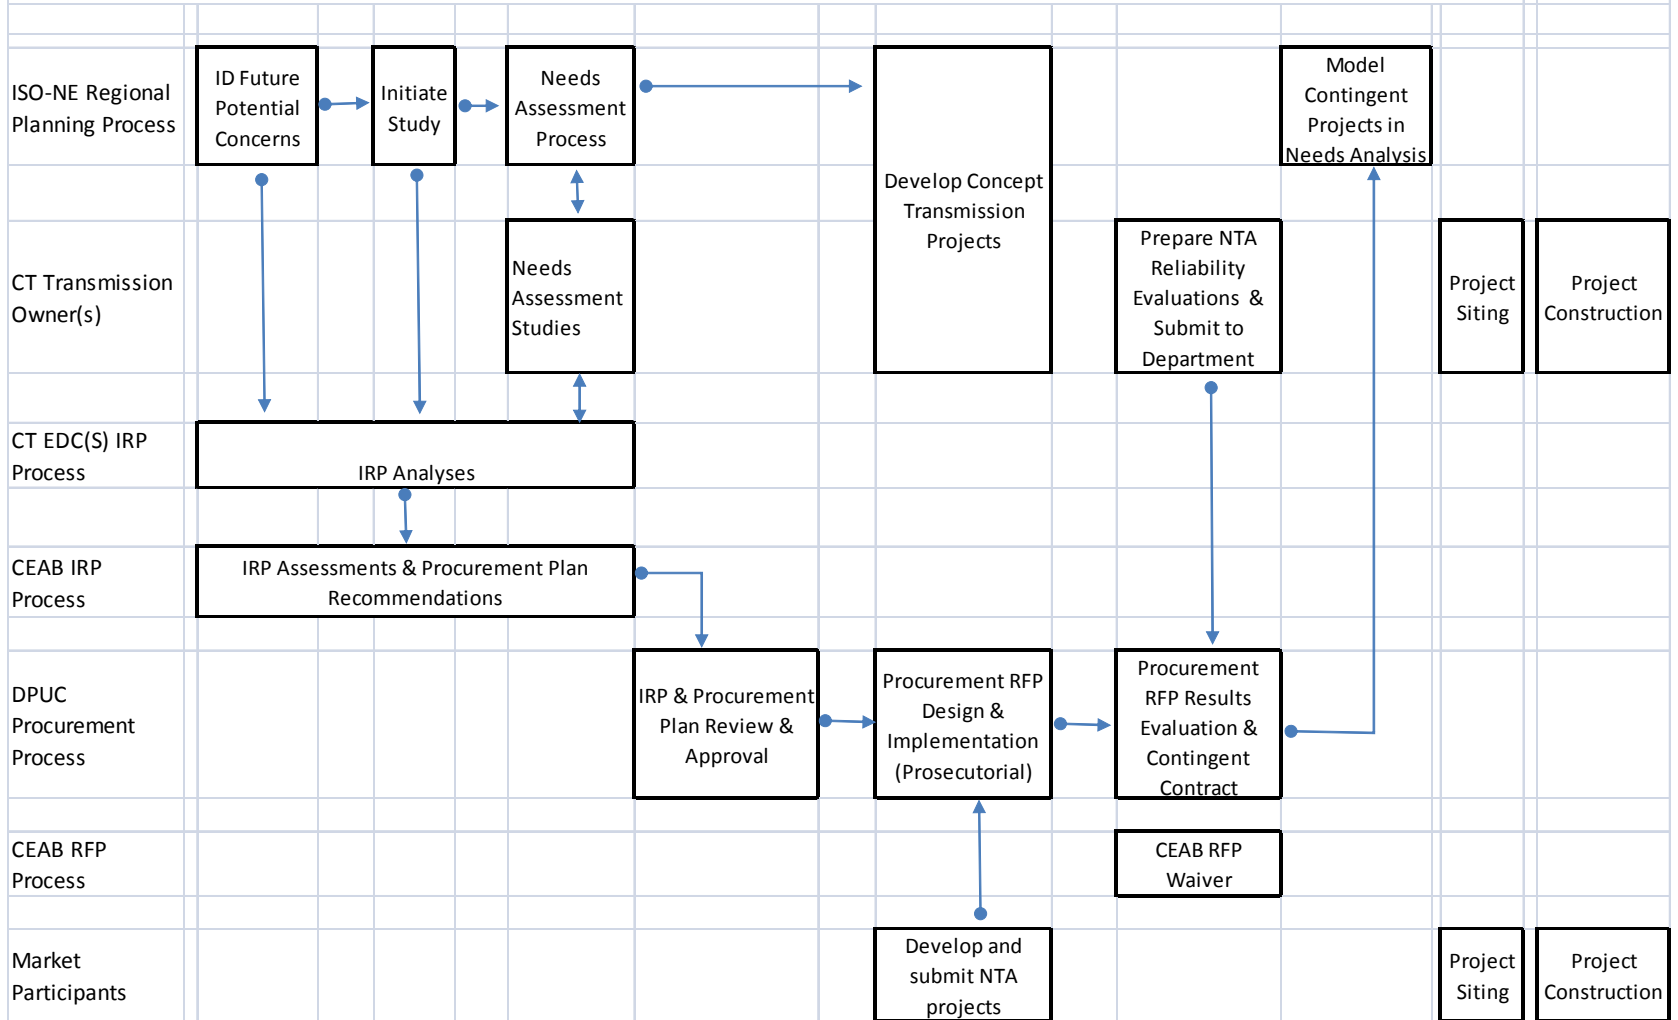 ISO-NE Regional
Planning Process
ID Future
Potential
Concerns
Initiate
Study
Needs
Assessment
Process
Develop Concept
Transmission
Projects
Model
Contingent
Projects in
Needs Analysis
CT Transmission
Owner(s)
Needs
Assessment
Studies
Prepare NTA
Reliability
Evaluations &
Submit to
Department
Project
Siting
Project
Construction
CT EDC(S) IRP
Process
IRP Analyses
CEAB IRP
Process
IRP Assessments & Procurement Plan
Recommendations
DPUC
Procurement
Process
IRP & Procurement
Plan Review &
Approval
Procurement RFP
Design &
Implementation
(Prosecutorial)
Procurement
RFP Results
Evaluation &
Contingent
Contract
CEAB RFP
Process
CEAB RFP
Waiver
Market
Participants
Develop and
submit NTA
projects
Project
Siting
Project
Construction